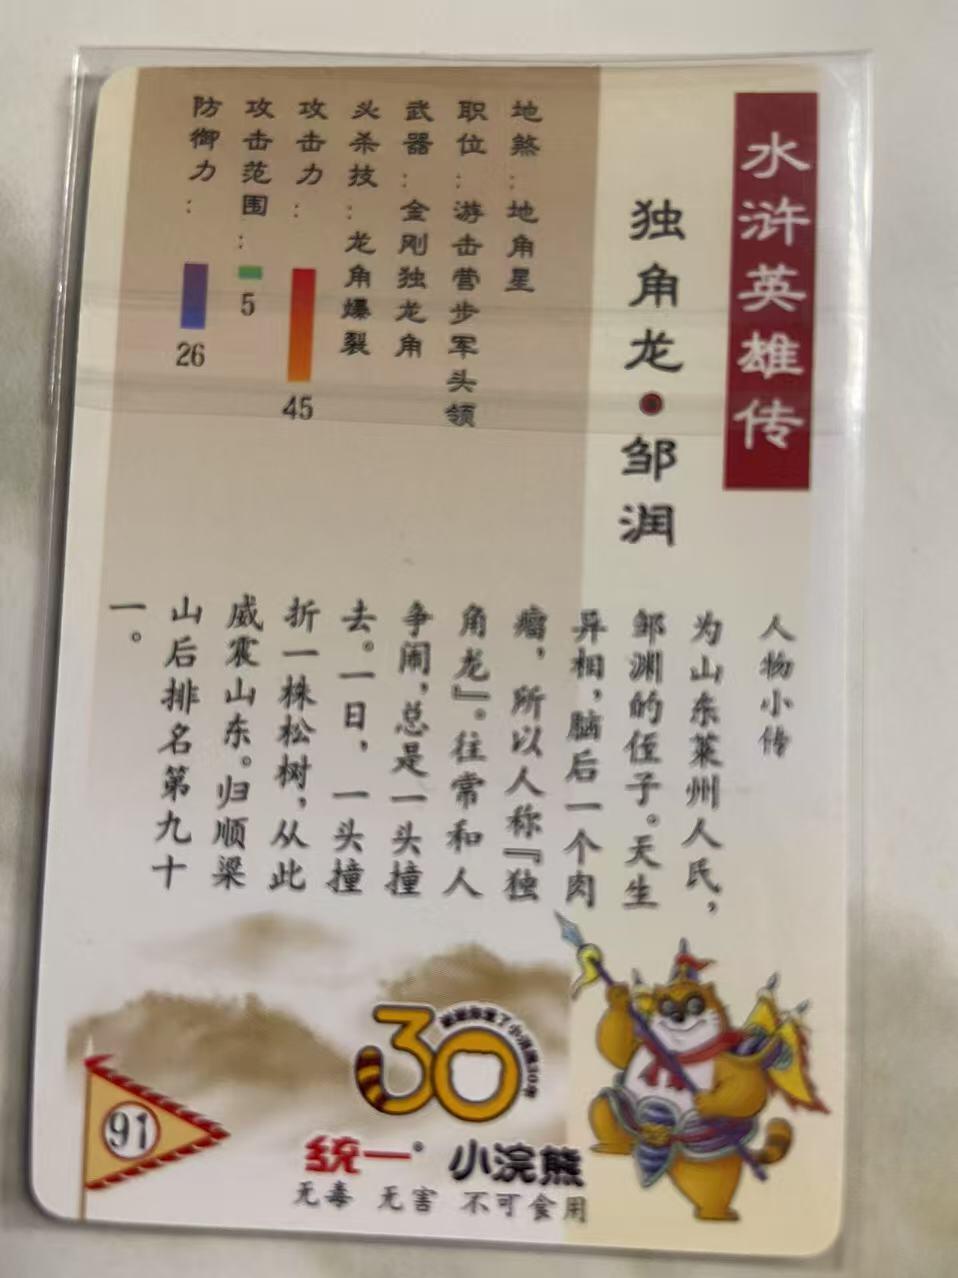 水浒英雄传
独角龙·邹润
地煞：地角星
职位：游击营步军头领
武器：金刚独龙角
必杀技：龙角爆裂
攻击力：
45
攻击范围：
5
防御力：
26
人物小传
为山东莱州人氏，
邹渊的侄子。天生
异相，脑后一个肉
瘤，所以人称『独
角龙』。往常和人
争闹，总是一头撞
去。一日，一头撞
折一株松树，从此
威震山东。归顺梁
山后排名第九十
一。
30
91
统一 小浣熊
无毒 无害 不可食用